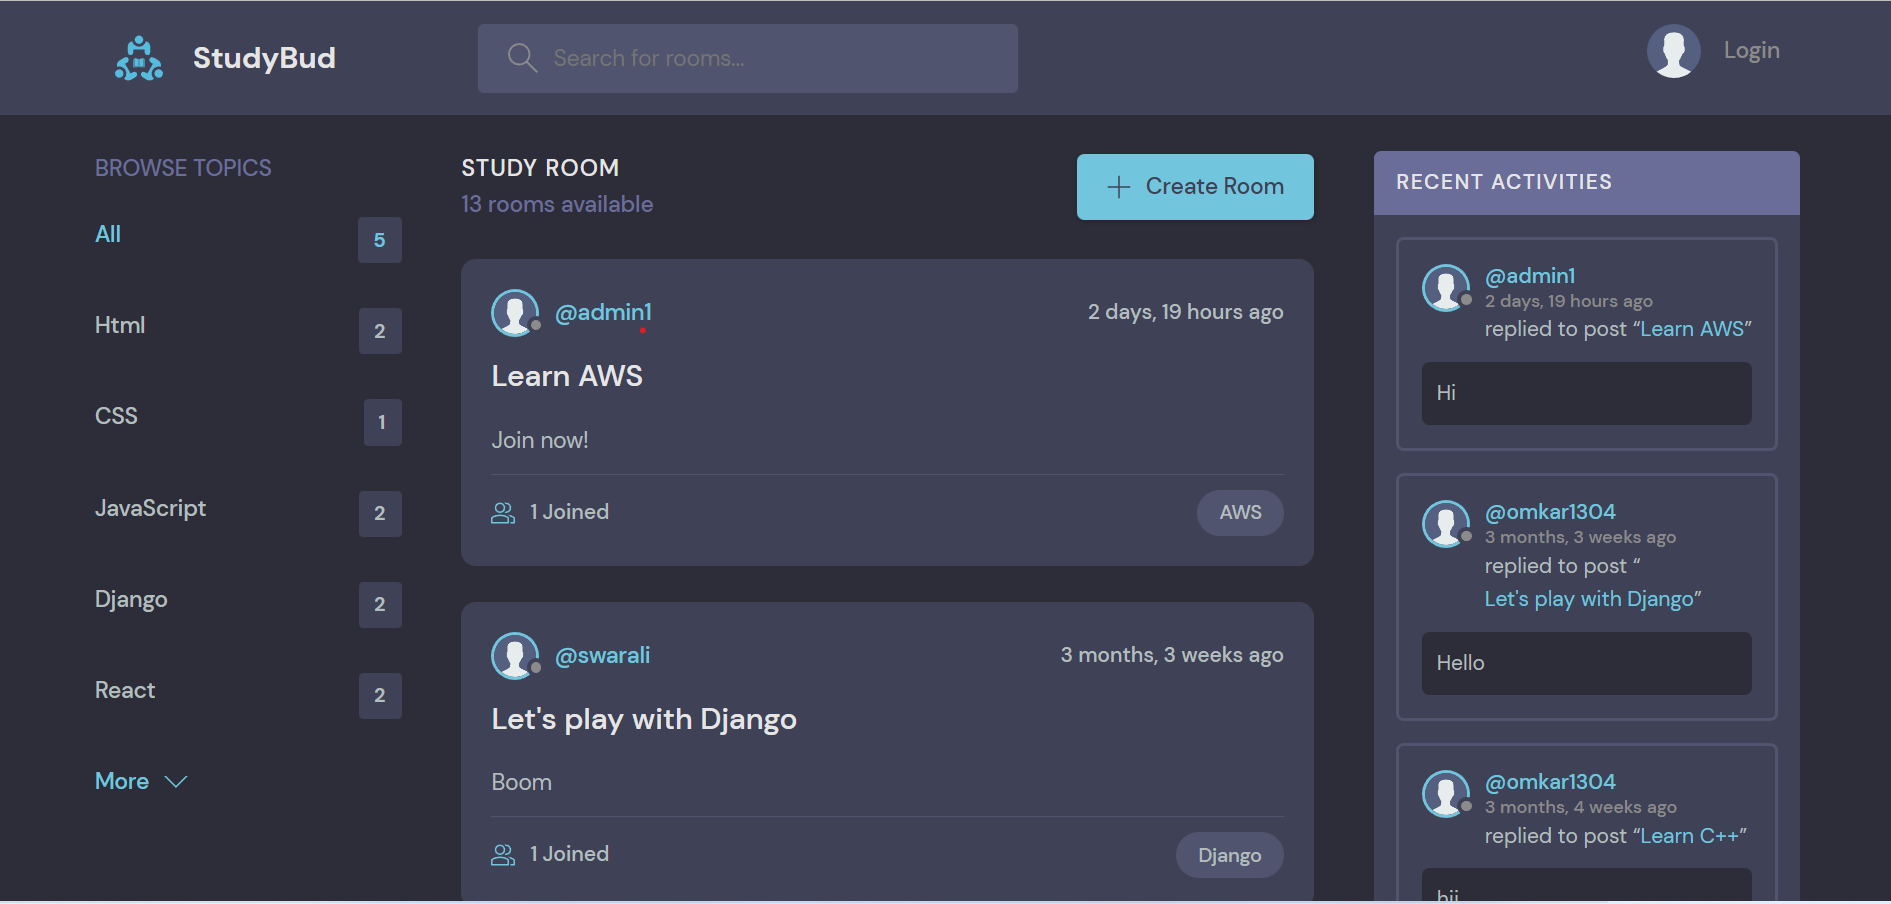 StudyBud
Search for rooms...
Login
BROWSE TOPICS
All
5
Html
2
CSS
1
JavaScript
2
Django
2
React
2
More
STUDY ROOM
13 rooms available
Create Room
@admin1
2 days, 19 hours ago
Learn AWS
Join now!
1 Joined
AWS
@swarali
3 months, 3 weeks ago
Let's play with Django
Boom
1 Joined
Django
RECENT ACTIVITIES
@admin1
2 days, 19 hours ago
replied to post “Learn AWS”
Hi
@omkar1304
3 months, 3 weeks ago
replied to post “
Let's play with Django”
Hello
@omkar1304
3 months, 4 weeks ago
replied to post “Learn C++”